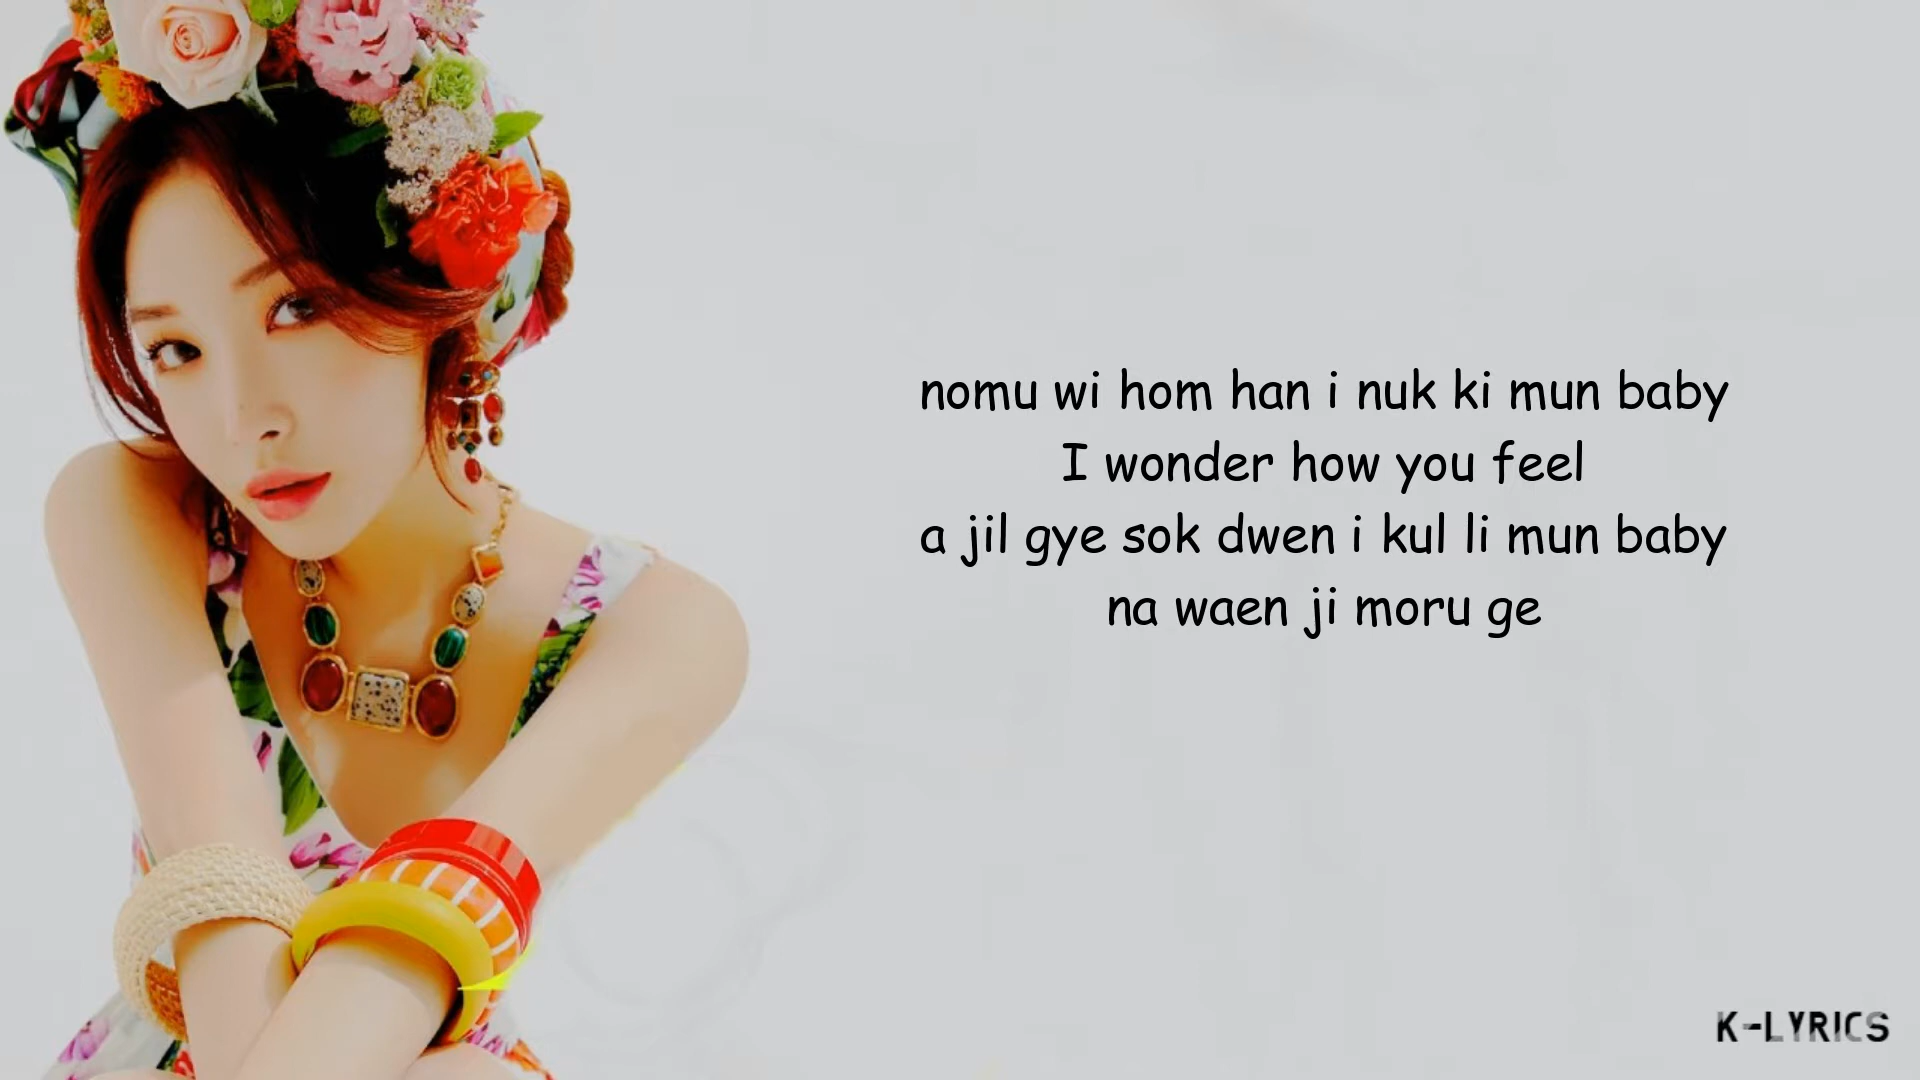 nomu wi hom han i nuk ki mun baby
I wonder how you feel
a jil gye sok dwen i kul li mun baby
na waen ji moru ge
K-LYRICS